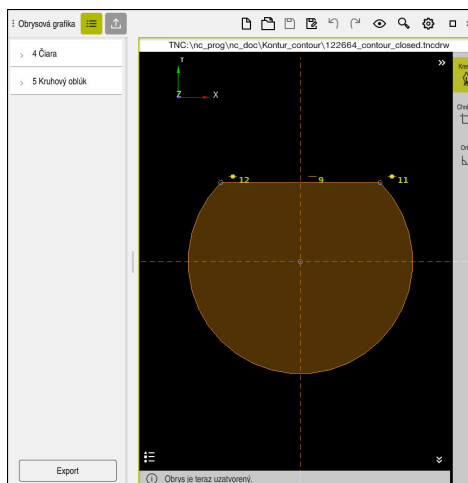 Obrysová grafika
TNC:\nc_prog\nc_doc\Kontur_contour\122664_contour_closed.tncdrw
4 Čiara
5 Kruhový oblúk
Y
Z X
12 9 11
Export
Obrys je teraz uzatvorený.